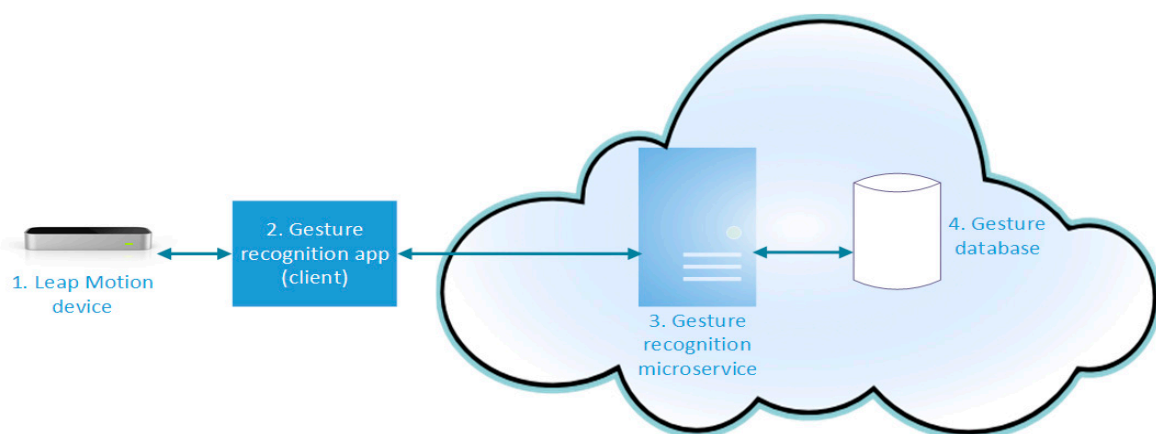 1. Leap Motion
device
2. Gesture
recognition app
(client)
3. Gesture
recognition
microservice
4. Gesture
database